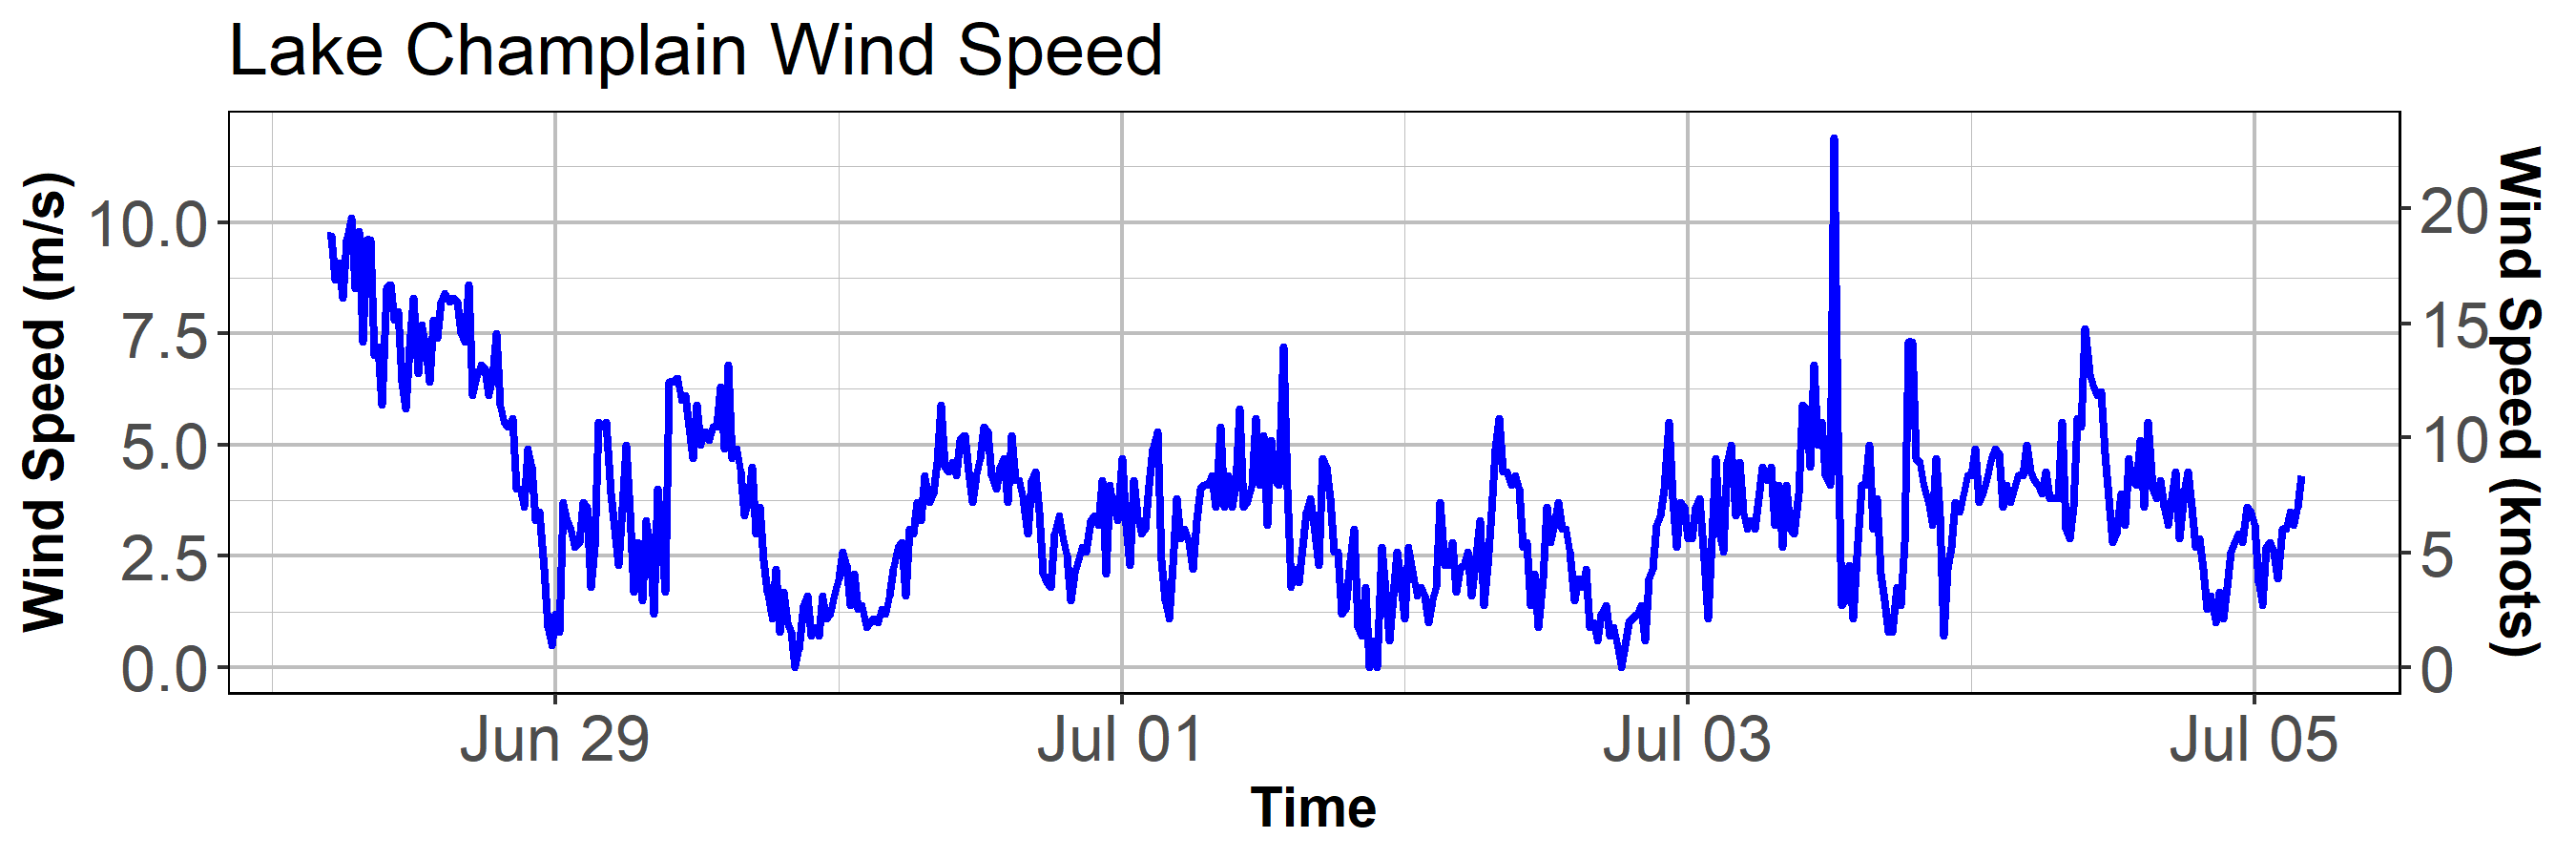 Lake Champlain Wind Speed
Wind Speed (m/s)
10.0
7.5
5.0
2.5
0.0
20
15
10
5
0
Wind Speed (knots)
Jun 29
Jul 01
Jul 03
Jul 05
Time